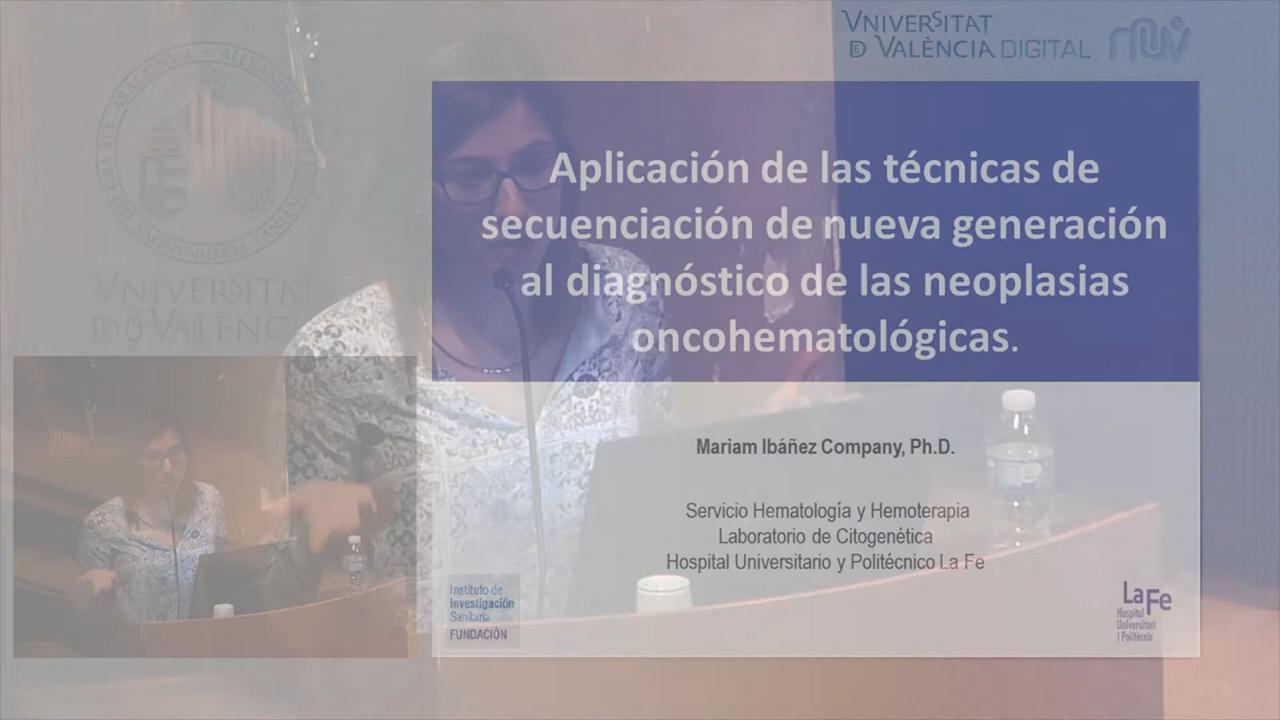 VNIVERSITAT
DE VALÈNCIA DIGITAL
VNIVERSITAT
DE VALÈNCIA
Aplicación de las técnicas de
secuenciación de nueva generación
al diagnóstico de las neoplasias
oncohematológicas.
Mariam Ibáñez Company, Ph.D.
Servicio Hematología y Hemoterapia
Laboratorio de Citogenética
Hospital Universitario y Politécnico La Fe
Instituto de
Investigación
Sanitaria
FUNDACIÓN
La Fe
Hospital
Universitari
i Politècnic